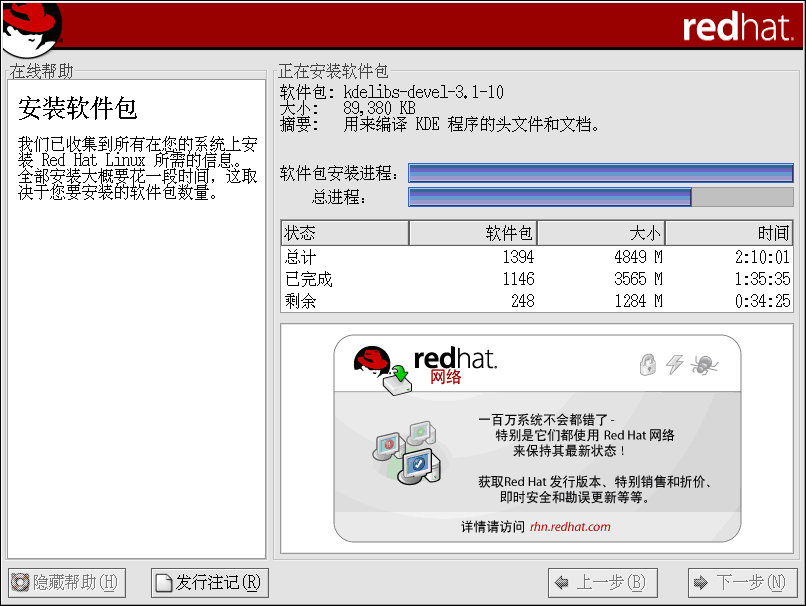 redhat.
在线帮助
安装软件包
我们已收集到所有在您的系统上安
装 Red Hat Linux 所需的信息。
全部安装大概要花一段时间，这取
决于您要安装的软件包数量。
正在安装软件包
软件包: kdelibs-devel-3.1-10
大小: 89,380 KB
摘要: 用来编译 KDE 程序的头文件和文档。
软件包安装进程:
总进程:
状态 软件包 大小 时间
总计 1394 4849 M 2:10:01
已完成 1146 3565 M 1:35:35
剩余 248 1284 M 0:34:25
redhat.
网络
一百万系统不会都错了 -
特别是它们都使用 Red Hat 网络
来保持其最新状态！
获取Red Hat 发行版本、特别销售和折价、
即时安全和勘误更新等等。
详情请访问 rhn.redhat.com
隐藏帮助(H)
发行注记(R)
上一步(B)
下一步(N)